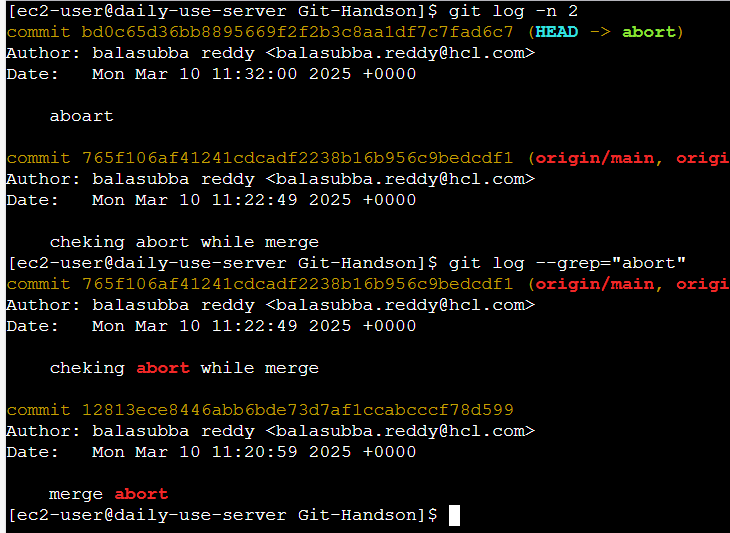 [ec2-user@daily-use-server Git-Handson]$ git log -n 2
commit bd0c65d36bb8895669f2f2b3c8aa1df7c7fad6c7 (HEAD -> abort)
Author: balasubba reddy <balasubba.reddy@hcl.com>
Date:   Mon Mar 10 11:32:00 2025 +0000

    aboart

commit 765f106af41241cdcadf2238b16b956c9bedcdf1 (origin/main, origi
Author: balasubba reddy <balasubba.reddy@hcl.com>
Date:   Mon Mar 10 11:22:49 2025 +0000

    cheking abort while merge
[ec2-user@daily-use-server Git-Handson]$ git log --grep="abort"
commit 765f106af41241cdcadf2238b16b956c9bedcdf1 (origin/main, origi
Author: balasubba reddy <balasubba.reddy@hcl.com>
Date:   Mon Mar 10 11:22:49 2025 +0000

    cheking abort while merge

commit 12813ece8446abb6bde73d7af1ccabcccf78d599
Author: balasubba reddy <balasubba.reddy@hcl.com>
Date:   Mon Mar 10 11:20:59 2025 +0000

    merge abort
[ec2-user@daily-use-server Git-Handson]$